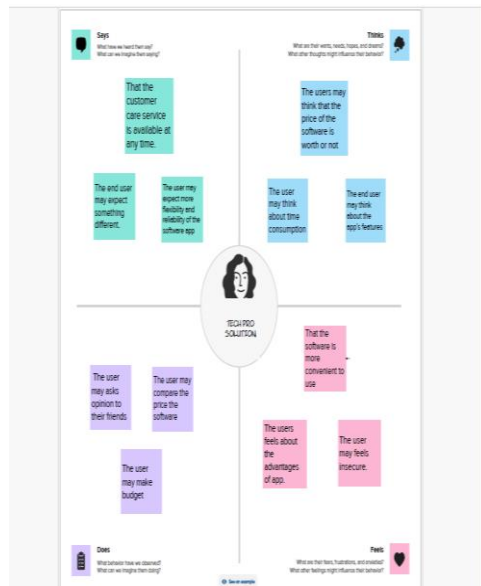 Says
What have we heard them say?
What can we imagine them saying?
Thinks
What are their wants, needs, hopes, and dreams?
What other thoughts might influence their behavior?
That the
customer
care service
is available at
any time.
The users may
think that the
price of the
software is
worth or not
The end user
may expect
something
different.
The user may
expect more
flexibility and
reliability of the
software app
The user
may think
about time
consumption
The end user
may think
about the
app's features
TECH PRO
SOLUTION
That the
software is
more
convenient to
use
The user
may asks
opinion to
their friends
The user may
compare the
price the
software
The user
may make
budget
The users
feels about
the
advantages
of app.
The user
may feels
insecure.
Does
What behavior have we observed?
What can we imagine them doing?
Feels
What are their fears, frustrations, and anxieties?
What other feelings might influence their behavior?
See an example